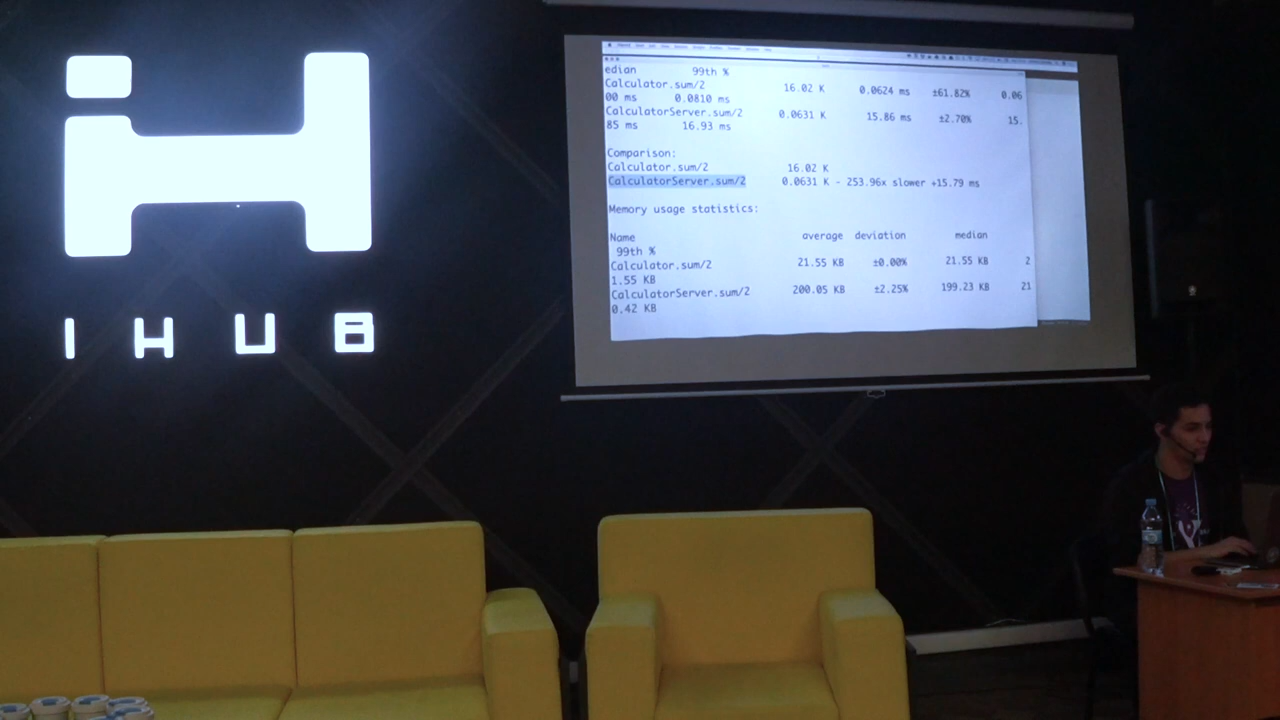 IHUB
edian 99th %
Calculator.sum/2 16.02 K 0.0624 ms ±61.82% 0.06
00 ms 0.0810 ms
CalculatorServer.sum/2 0.0631 K 15.86 ms ±2.70% 15.
85 ms 16.93 ms
Comparison:
Calculator.sum/2 16.02 K
CalculatorServer.sum/2 0.0631 K - 253.96x slower +15.79 ms
Memory usage statistics:
Name average deviation median
99th %
Calculator.sum/2 21.55 KB ±0.00% 21.55 KB 2
1.55 KB
CalculatorServer.sum/2 200.05 KB ±2.25% 199.23 KB 21
0.42 KB